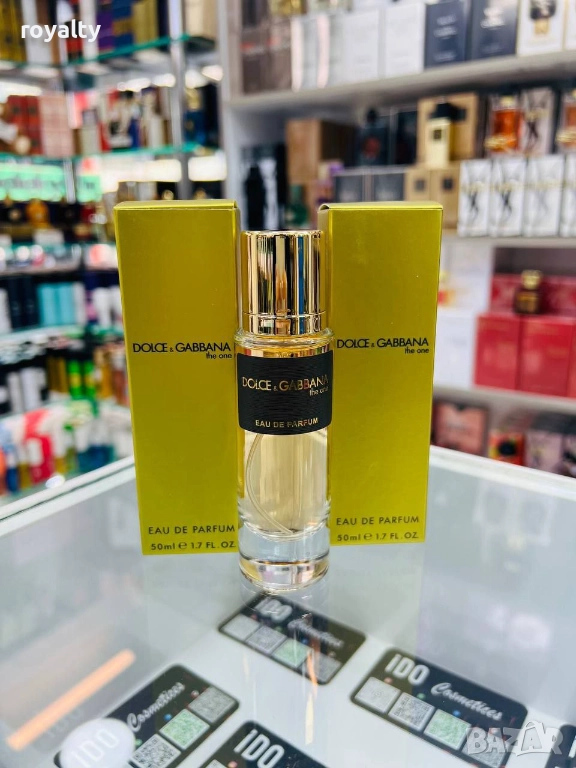 royalty
DOLCE & GABBANA
the one
EAU DE PARFUM
50ml e 1.7 FL. OZ.
DOLCE & GABBANA
the one
EAU DE PARFUM
DOLCE & GABBANA
the one
EAU DE PARFUM
50ml e 1.7 FL. OZ.
IDO
Cosmetics
IDO
Cosmetics
IDO
Cosmetics
IDO
BAZAR.bg